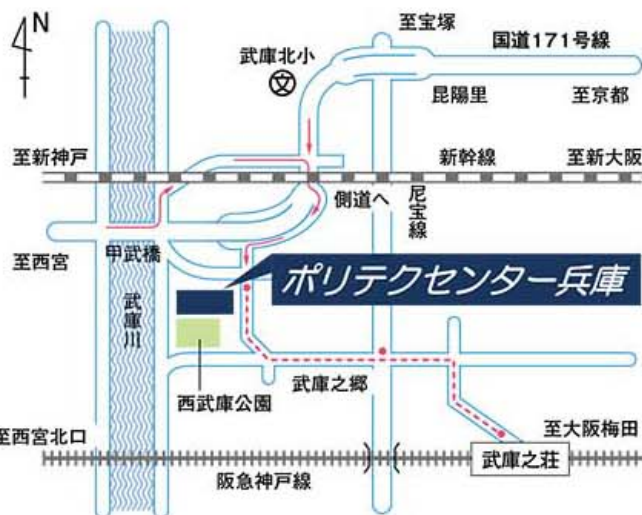 N
至宝塚
国道171号線
武庫北小
文
昆陽里
至京都
至新神戸
新幹線
至新大阪
側道へ
尼宝線
甲武橋
至西宮
ポリテクセンター兵庫
武庫川
西武庫公園
武庫之郷
至西宮北口
至大阪梅田
武庫之荘
阪急神戸線